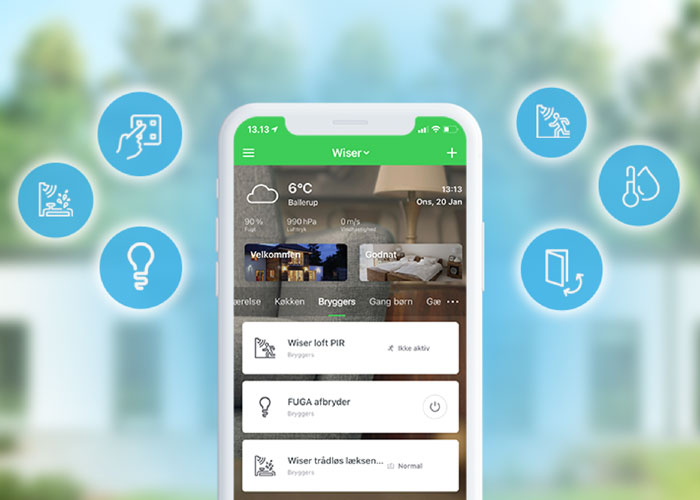 13.13
Wiser
6°C
Ballerup
13:13
Ons, 20 Jan
90 %
990 hPa
0 m/s
Fugt
Lufttryk
Vindhastighed
Velkommen
Godnat
ærelse Køkken Bryggers Gang børn Gæ ...
Wiser loft PIR
Bryggers
Ikke aktiv
FUGA afbryder
Bryggers
Wiser trådløs læksen...
Bryggers
Normal